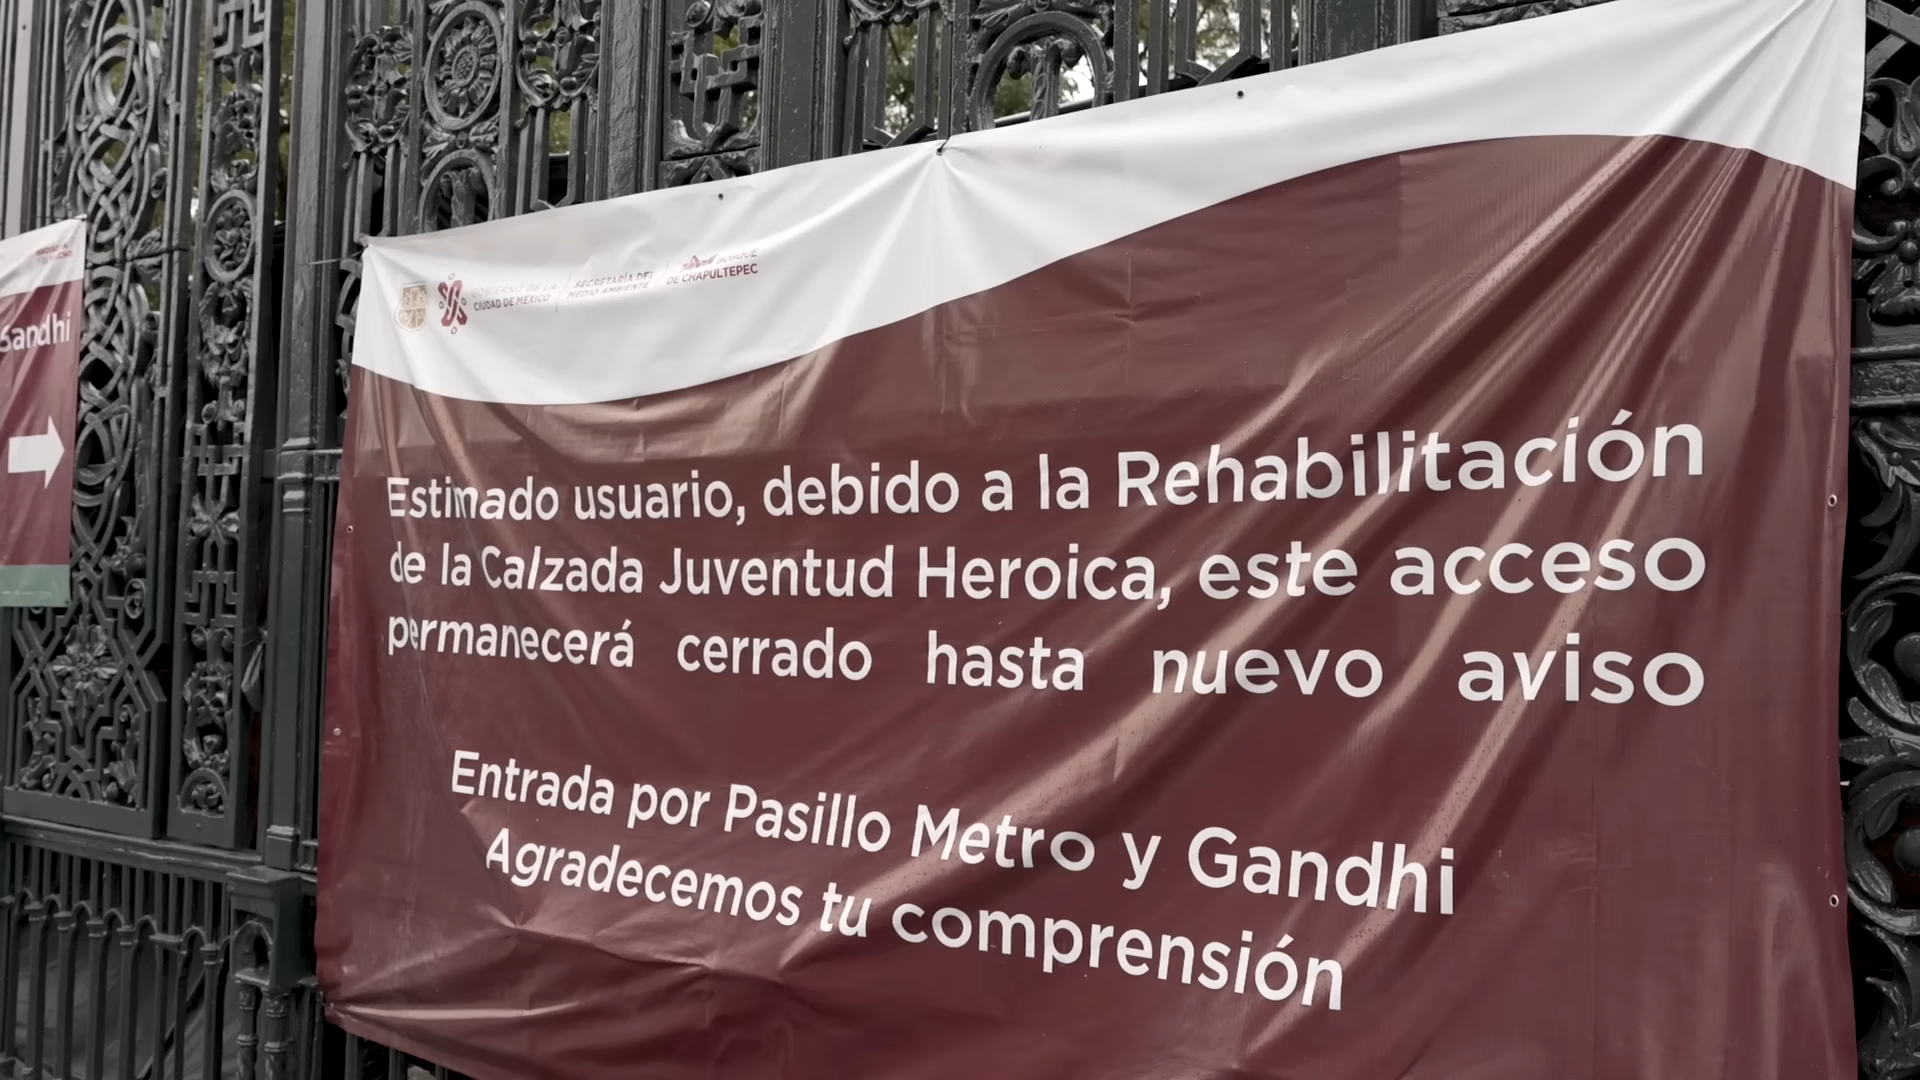 Gandhi
GOBIERNO DE LA
CIUDAD DE MÉXICO
SECRETARÍA DEL
MEDIO AMBIENTE
BOSQUE
DE CHAPULTEPEC
Estimado usuario, debido a la Rehabilitación
de la Calzada Juventud Heroica, este acceso
permanecerá cerrado hasta nuevo aviso
Entrada por Pasillo Metro y Gandhi
Agradecemos tu comprensión